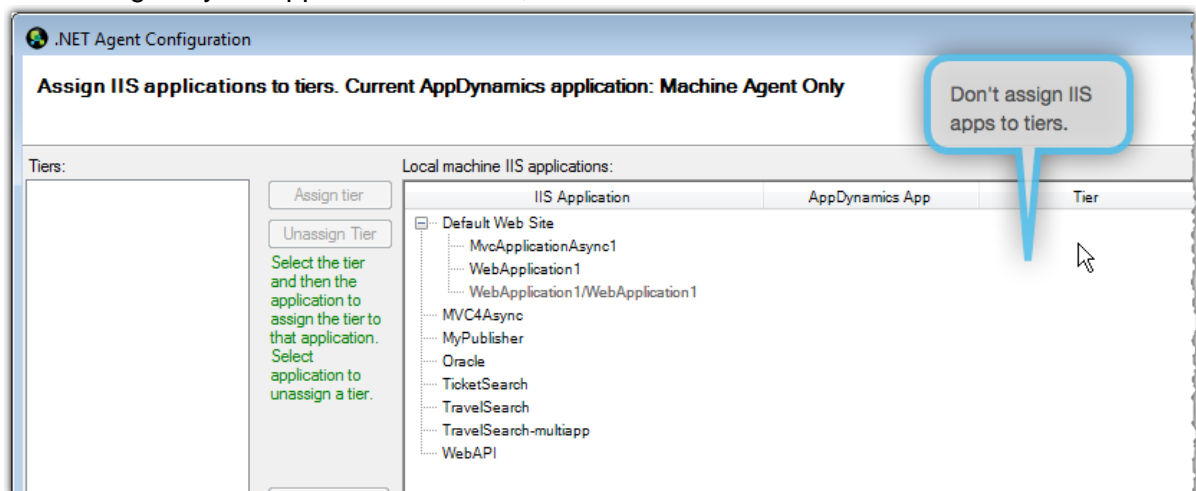 .NET Agent Configuration
Assign IIS applications to tiers. Current AppDynamics application: Machine Agent Only
Don't assign IIS
apps to tiers.
Tiers:
Local machine IIS applications:
Assign tier
Unassign Tier
Select the tier
and then the
application to
assign the tier to
that application.
Select
application to
unassign a tier.
IIS Application
AppDynamics App
Tier
Default Web Site
MvcApplicationAsync1
WebApplication1
WebApplication1/WebApplication1
MVC4Async
MyPublisher
Oracle
TicketSearch
TravelSearch
TravelSearch-multiapp
WebAPI